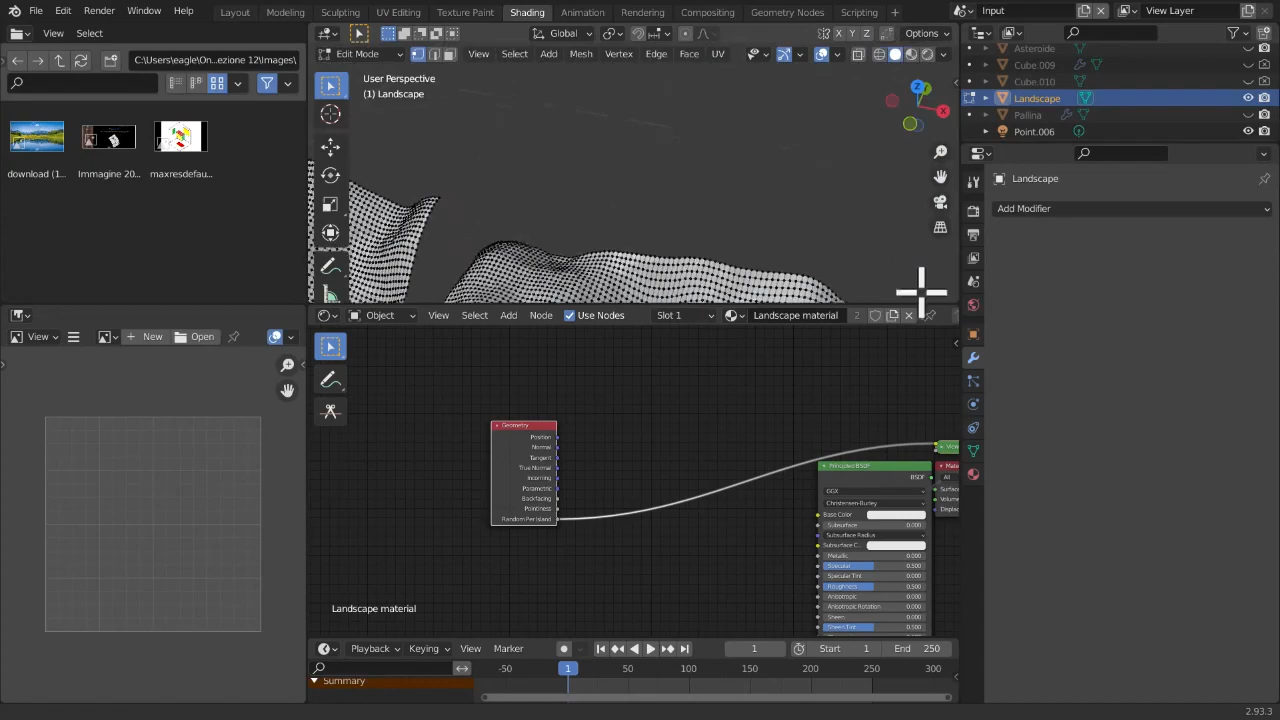 File Edit Render Window Help Layout Modeling Sculpting UV Editing Texture Paint Shading Animation Rendering Compositing Geometry Nodes Scripting + Input View Layer
View Select
C:\Users\eagle\On...ezione 12\Images\
download (1...
Immagine 20...
maxresdefau...
Global X Y Z Options
Edit Mode View Select Add Mesh Vertex Edge Face UV
User Perspective
(1) Landscape
Z
X
Asteroide
Cube.009
Cube.010
Landscape
Pallina
Point.006
Landscape
Add Modifier
View New Open
Object View Select Add Node Use Nodes Slot 1 Landscape material 2
Geometry
Position
Normal
Tangent
True Normal
Incoming
Parametric
Backfacing
Pointiness
Random Per Island
View
Principled BSDF
BSDF
GGX
Christensen-Burley
Base Color
Subsurface 0.000
Subsurface Radius
Subsurface C..
Metallic 0.000
Specular 0.500
Specular Tint 0.000
Roughness 0.500
Anisotropic 0.000
Anisotropic Rotation 0.000
Sheen 0.000
Sheen Tint 0.500
Mate
All
Surface
Volume
Displac
Landscape material
Playback Keying View Marker 1 Start 1 End 250
-50 1 50 100 150 200 250 300
Summary
2.93.3